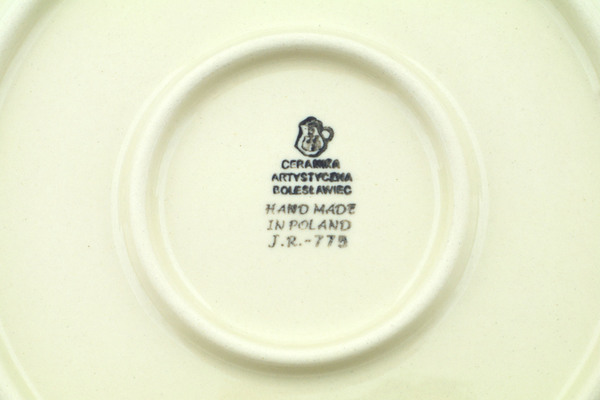 CERAMIKA
ARTYSTYCZNA
BOLESŁAWIEC
HAND MADE
IN POLAND
J.R.-779